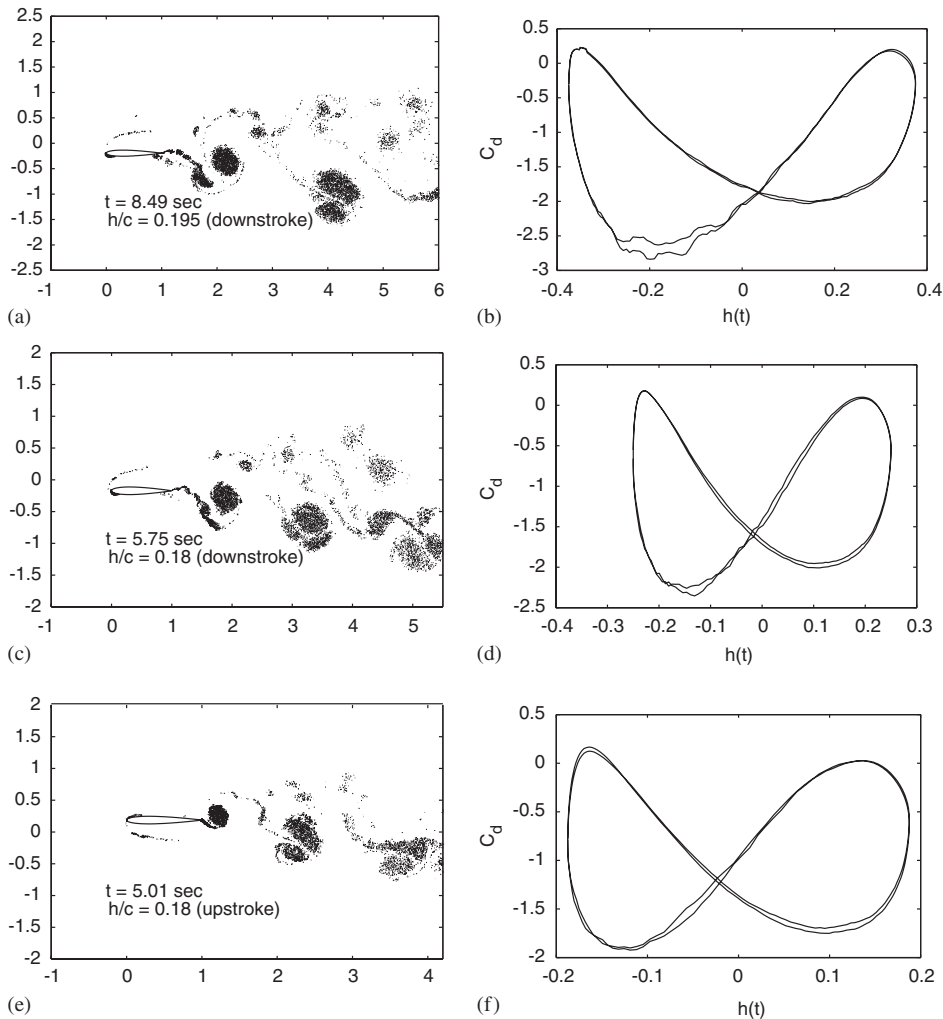 2.5
2
1.5
1
0.5
0
-0.5
-1
-1.5
-2
-2.5
t = 8.49 sec
h/c = 0.195 (downstroke)
-1 0 1 2 3 4 5 6
(a)
0.5
0
-0.5
-1
-1.5
-2
-2.5
-3
C_d
-0.4 -0.2 0 0.2 0.4
h(t)
(b)
2
1.5
1
0.5
0
-0.5
-1
-1.5
-2
t = 5.75 sec
h/c = 0.18 (downstroke)
-1 0 1 2 3 4 5
(c)
0.5
0
-0.5
-1
-1.5
-2
-2.5
C_d
-0.4 -0.3 -0.2 -0.1 0 0.1 0.2 0.3
h(t)
(d)
2
1.5
1
0.5
0
-0.5
-1
-1.5
-2
t = 5.01 sec
h/c = 0.18 (upstroke)
-1 0 1 2 3 4
(e)
0.5
0
-0.5
-1
-1.5
-2
C_d
-0.2 -0.1 0 0.1 0.2
h(t)
(f)